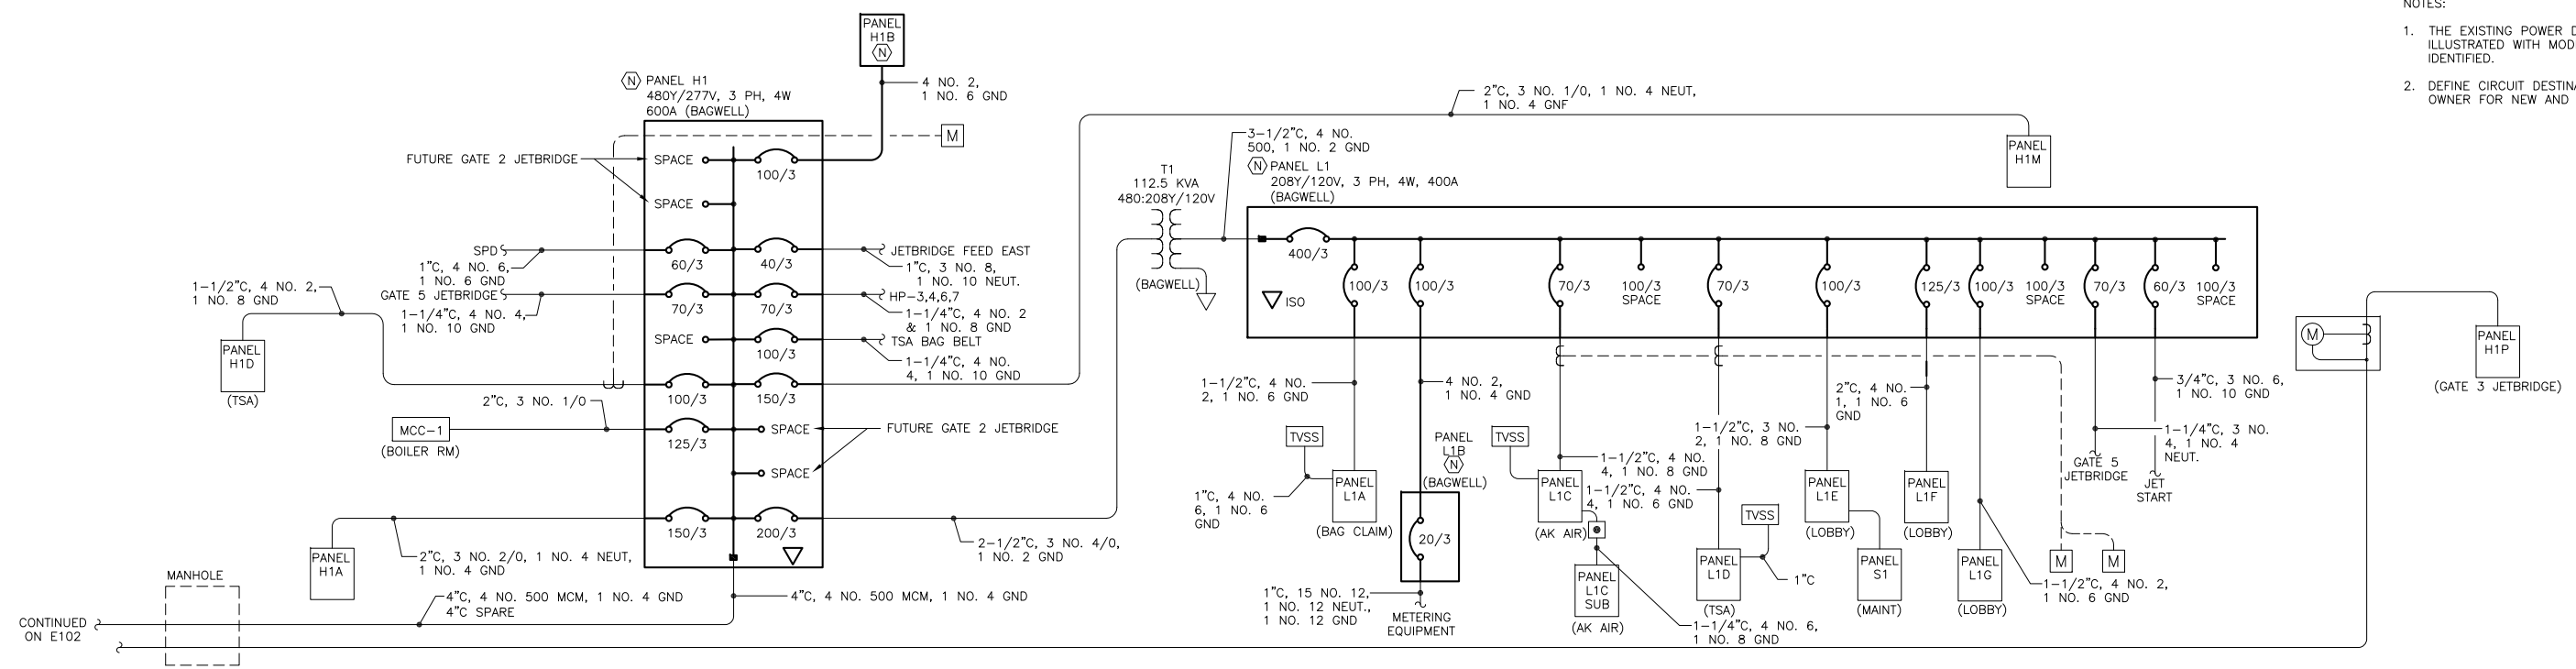 NOTES:
1. THE EXISTING POWER D
ILLUSTRATED WITH MOD
IDENTIFIED.
2. DEFINE CIRCUIT DESTINA
OWNER FOR NEW AND
PANEL
H1B
N
4 NO. 2,
1 NO. 6 GND
N PANEL H1
480Y/277V, 3 PH, 4W
600A (BAGWELL)
M
FUTURE GATE 2 JETBRIDGE
SPACE
100/3
SPACE
SPD
60/3
40/3
JETBRIDGE FEED EAST
1"C, 4 NO. 6,
1 NO. 6 GND
1"C, 3 NO. 8,
1 NO. 10 NEUT.
GATE 5 JETBRIDGE
70/3
70/3
HP-3,4,6,7
1-1/4"C, 4 NO. 4,
1 NO. 10 GND
1-1/4"C, 4 NO. 2
& 1 NO. 8 GND
SPACE
100/3
TSA BAG BELT
1-1/4"C, 4 NO.
4, 1 NO. 10 GND
1-1/2"C, 4 NO. 2,
1 NO. 8 GND
PANEL
H1D
(TSA)
100/3
150/3
2"C, 3 NO. 1/0
MCC-1
(BOILER RM)
125/3
SPACE
FUTURE GATE 2 JETBRIDGE
SPACE
150/3
200/3
PANEL
H1A
2"C, 3 NO. 2/0, 1 NO. 4 NEUT,
1 NO. 4 GND
2-1/2"C, 3 NO. 4/0,
1 NO. 2 GND
MANHOLE
4"C, 4 NO. 500 MCM, 1 NO. 4 GND
4"C SPARE
4"C, 4 NO. 500 MCM, 1 NO. 4 GND
CONTINUED
ON E102
2"C, 3 NO. 1/0, 1 NO. 4 NEUT,
1 NO. 4 GNF
PANEL
H1M
3-1/2"C, 4 NO.
500, 1 NO. 2 GND
T1
112.5 KVA
480:208Y/120V
(BAGWELL)
N PANEL L1
208Y/120V, 3 PH, 4W, 400A
(BAGWELL)
400/3
ISO
100/3
100/3
70/3
100/3
SPACE
70/3
100/3
125/3
100/3
100/3
SPACE
70/3
60/3
100/3
SPACE
M
PANEL
H1P
(GATE 3 JETBRIDGE)
1-1/2"C, 4 NO.
2, 1 NO. 6 GND
4 NO. 2,
1 NO. 4 GND
TVSS
PANEL
L1A
(BAG CLAIM)
1"C, 4 NO.
6, 1 NO. 6
GND
PANEL
L1B
N
(BAGWELL)
20/3
1"C, 15 NO. 12,
1 NO. 12 NEUT.,
1 NO. 12 GND
METERING
EQUIPMENT
TVSS
PANEL
L1C
(AK AIR)
1-1/2"C, 4 NO.
4, 1 NO. 8 GND
PANEL
L1C
SUB
(AK AIR)
1-1/4"C, 4 NO. 6,
1 NO. 8 GND
1-1/2"C, 4 NO.
4, 1 NO. 6 GND
PANEL
L1D
(TSA)
TVSS
1"C
1-1/2"C, 3 NO.
2, 1 NO. 8 GND
PANEL
L1E
(LOBBY)
PANEL
S1
(MAINT)
2"C, 4 NO.
1, 1 NO. 6
GND
PANEL
L1F
(LOBBY)
PANEL
L1G
(LOBBY)
1-1/2"C, 4 NO. 2,
1 NO. 6 GND
M
M
3/4"C, 3 NO. 6,
1 NO. 10 GND
1-1/4"C, 3 NO.
4, 1 NO. 4
NEUT.
GATE 5
JETBRIDGE
JET
START